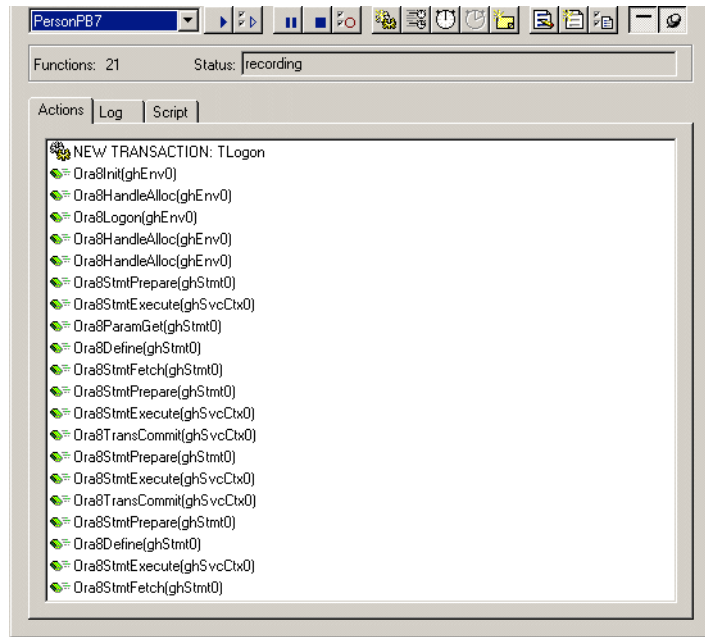 PersonPB7
Functions: 21 Status: recording
Actions Log Script
NEW TRANSACTION: TLogon
Ora8Init(ghEnv0)
Ora8HandleAlloc(ghEnv0)
Ora8Logon(ghEnv0)
Ora8HandleAlloc(ghEnv0)
Ora8HandleAlloc(ghEnv0)
Ora8StmtPrepare(ghStmt0)
Ora8StmtExecute(ghSvcCtx0)
Ora8ParamGet(ghStmt0)
Ora8Define(ghStmt0)
Ora8StmtFetch(ghStmt0)
Ora8StmtPrepare(ghStmt0)
Ora8StmtExecute(ghSvcCtx0)
Ora8TransCommit(ghSvcCtx0)
Ora8StmtPrepare(ghStmt0)
Ora8StmtExecute(ghSvcCtx0)
Ora8TransCommit(ghSvcCtx0)
Ora8StmtPrepare(ghStmt0)
Ora8Define(ghStmt0)
Ora8StmtExecute(ghSvcCtx0)
Ora8StmtFetch(ghStmt0)